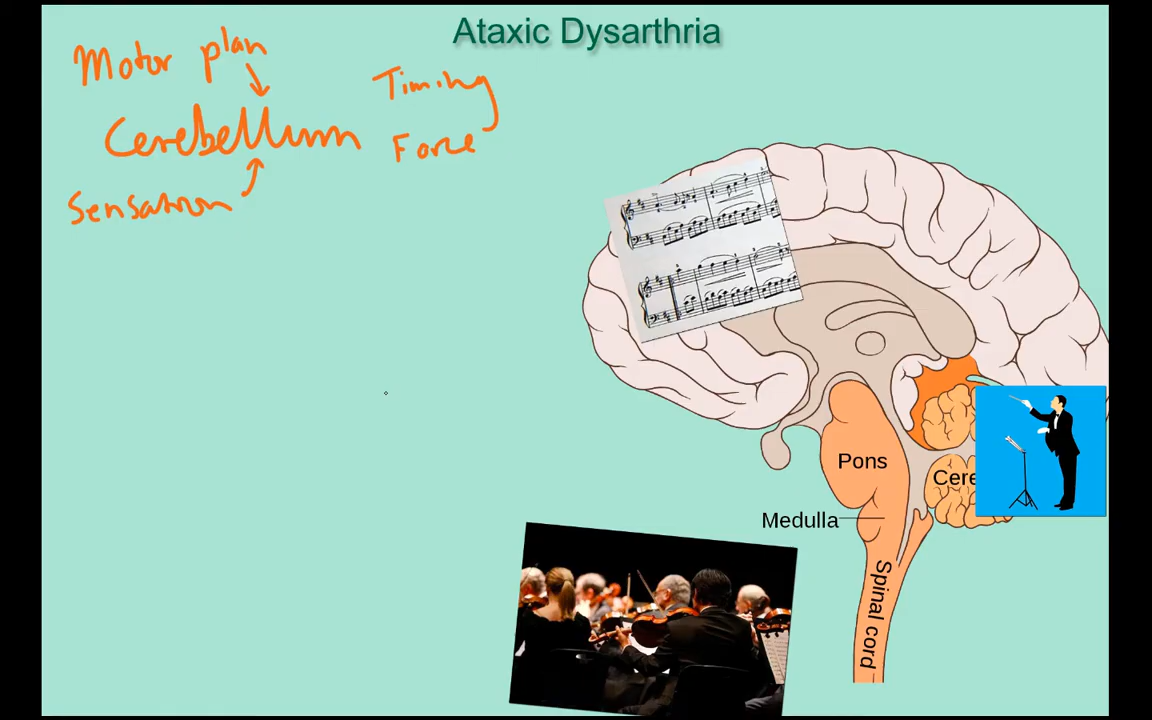 Ataxic Dysarthria
Motor plan
Timing
Cerebellum
Force
Sensation
Pons
Cere
Medulla
Spinal cord